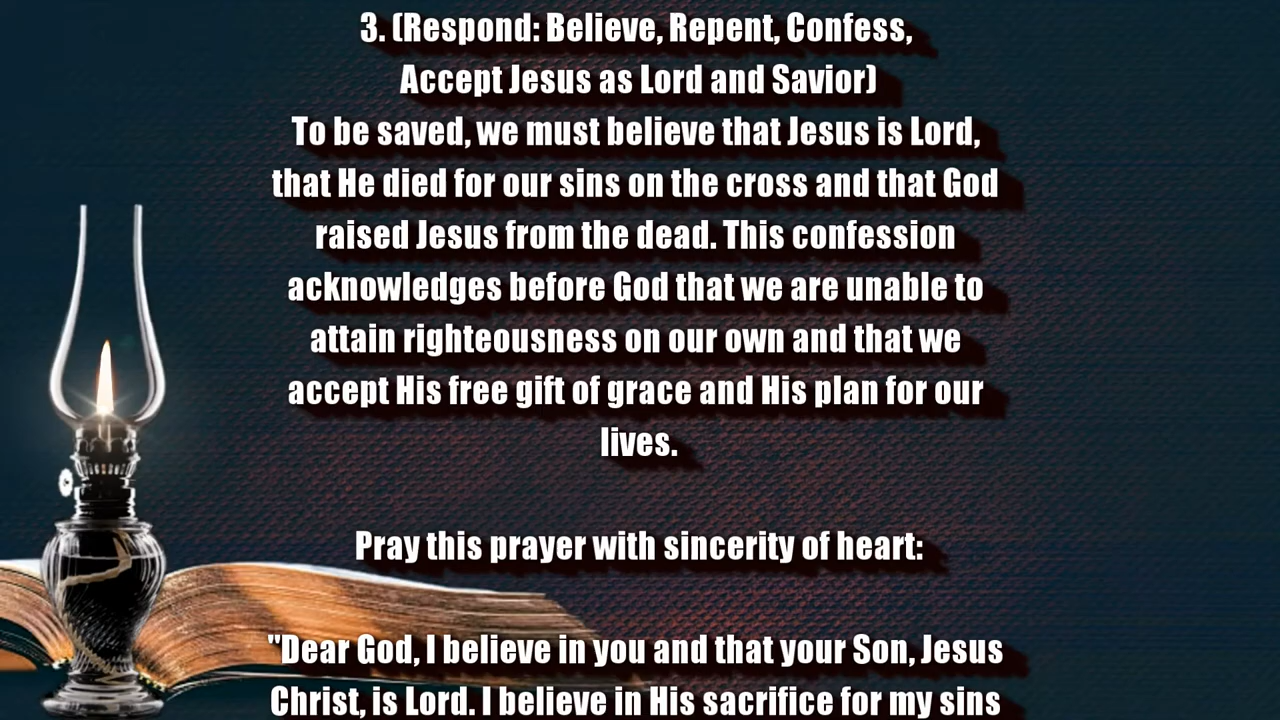 3. (Respond: Believe, Repent, Confess,
Accept Jesus as Lord and Savior)
To be saved, we must believe that Jesus is Lord,
that He died for our sins on the cross and that God
raised Jesus from the dead. This confession
acknowledges before God that we are unable to
attain righteousness on our own and that we
accept His free gift of grace and His plan for our
lives.
Pray this prayer with sincerity of heart:
"Dear God, I believe in you and that your Son, Jesus
Christ, is Lord. I believe in His sacrifice for my sins